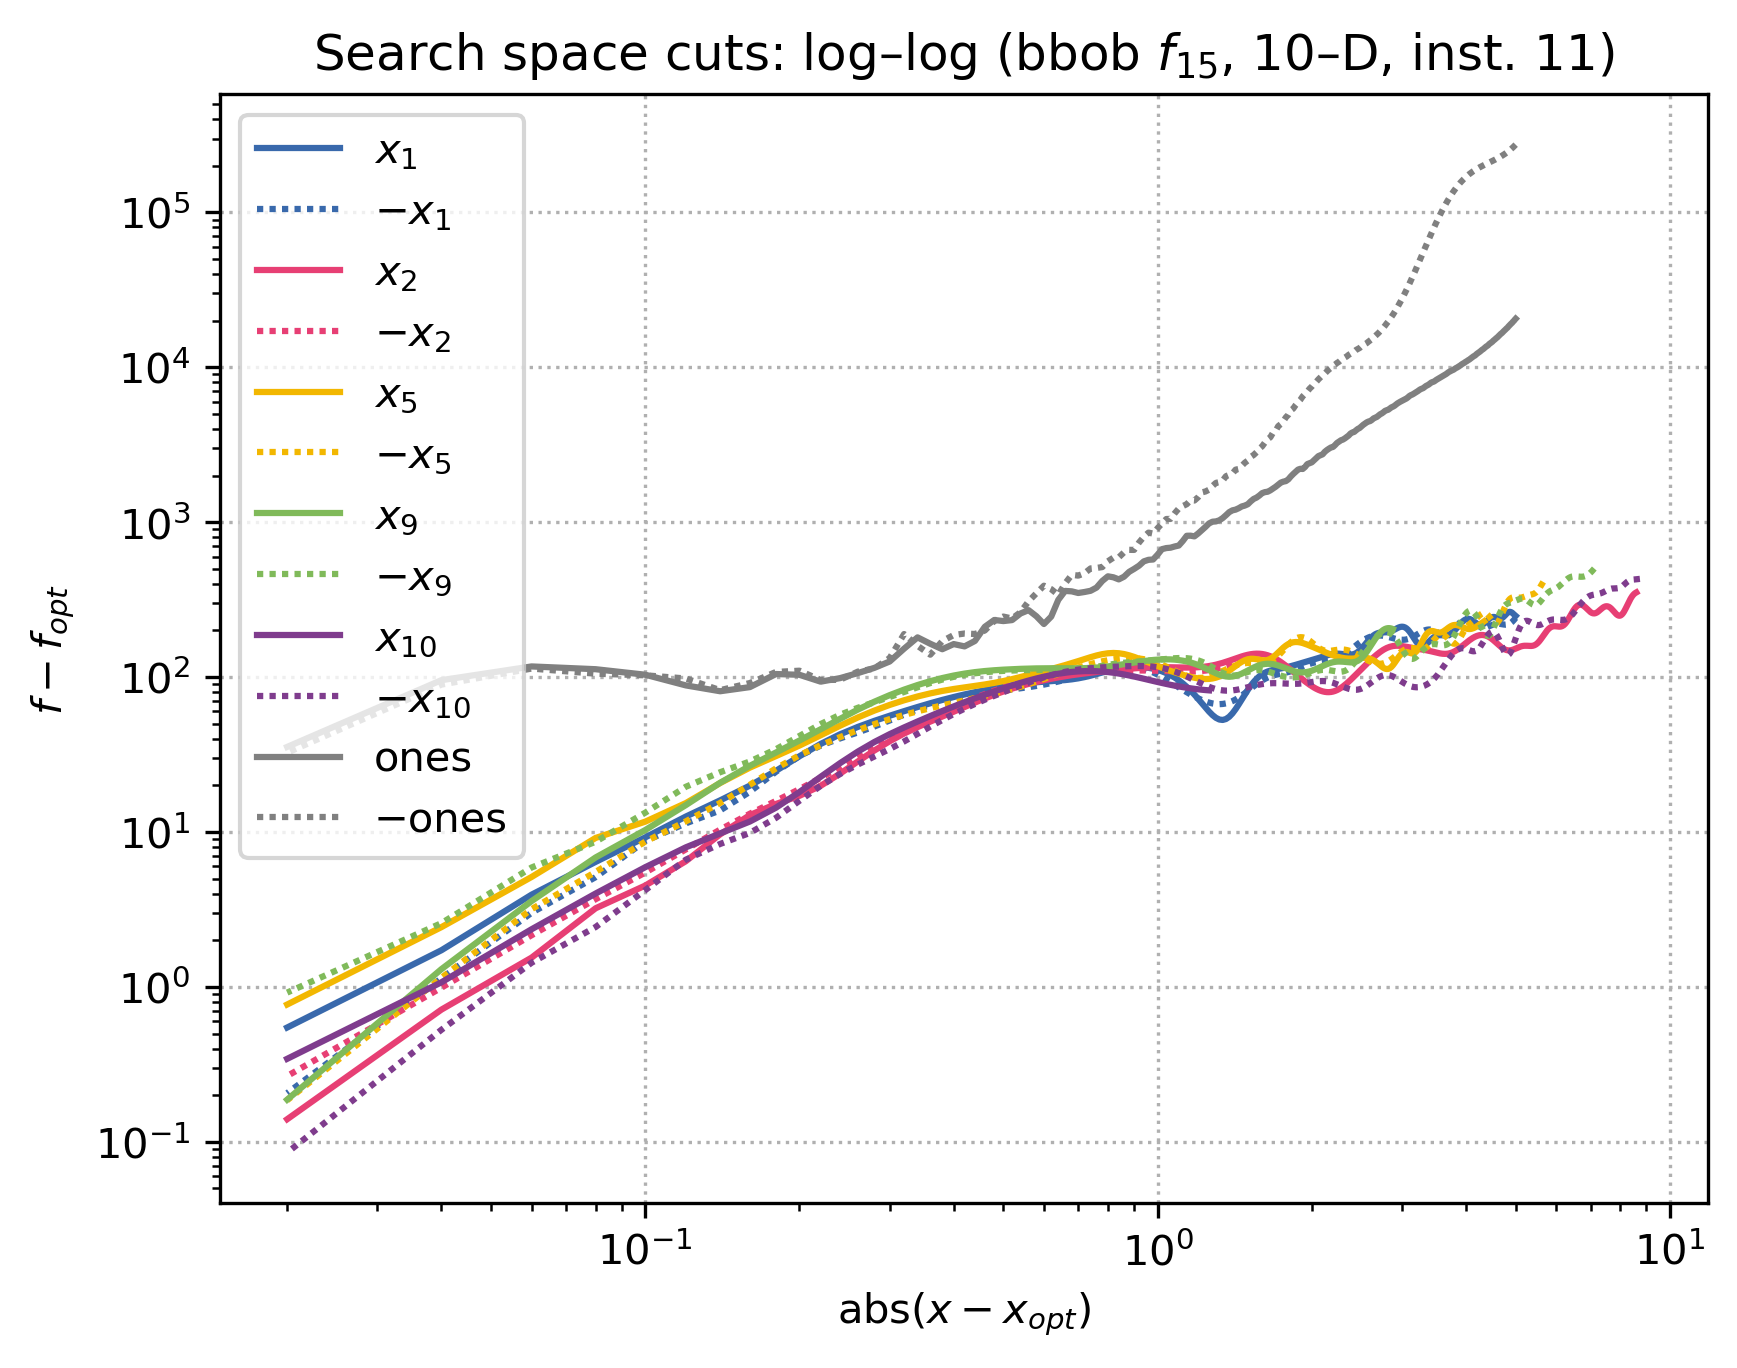 Search space cuts: log–log (bbob f15, 10–D, inst. 11)
x1
−x1
x2
−x2
x5
−x5
x9
−x9
x10
−x10
ones
−ones
10^5
10^4
10^3
10^2
10^1
10^0
10^−1
f − fopt
10^−1
10^0
10^1
abs(x − xopt)